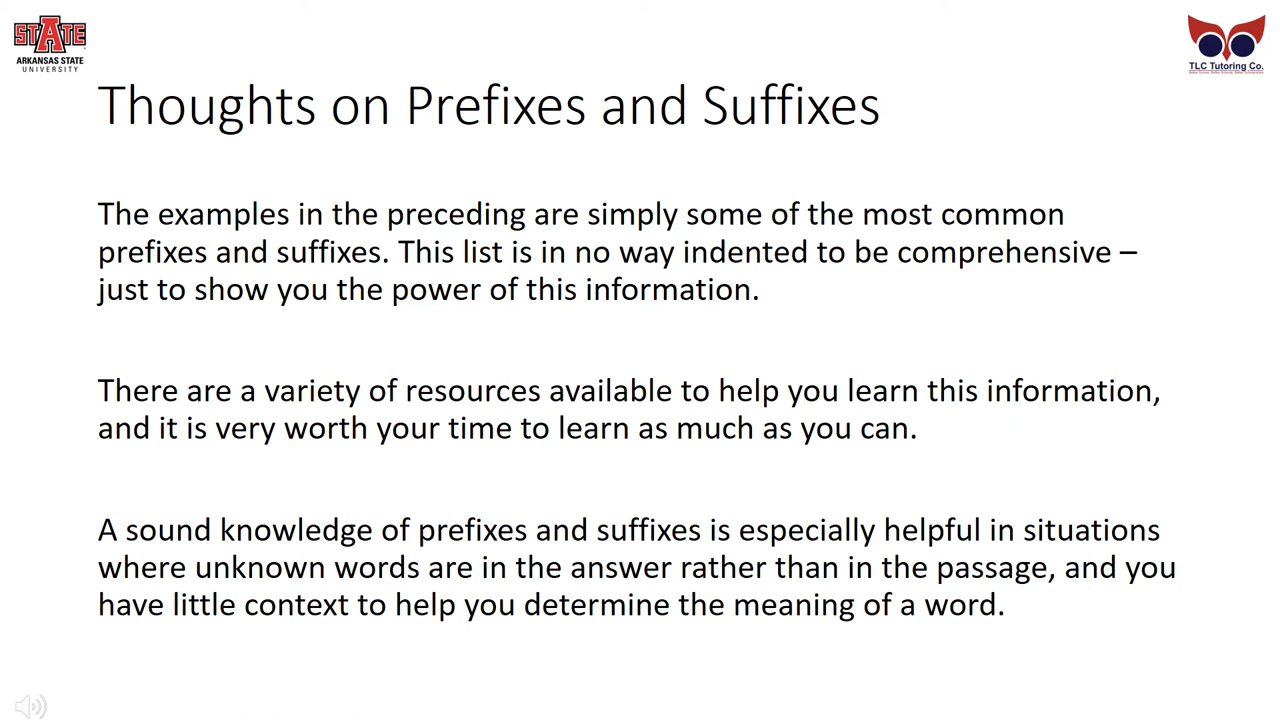 STATE
ARKANSAS STATE
UNIVERSITY
TLC Tutoring Co.
Thoughts on Prefixes and Suffixes
The examples in the preceding are simply some of the most common
prefixes and suffixes. This list is in no way indented to be comprehensive –
just to show you the power of this information.
There are a variety of resources available to help you learn this information,
and it is very worth your time to learn as much as you can.
A sound knowledge of prefixes and suffixes is especially helpful in situations
where unknown words are in the answer rather than in the passage, and you
have little context to help you determine the meaning of a word.